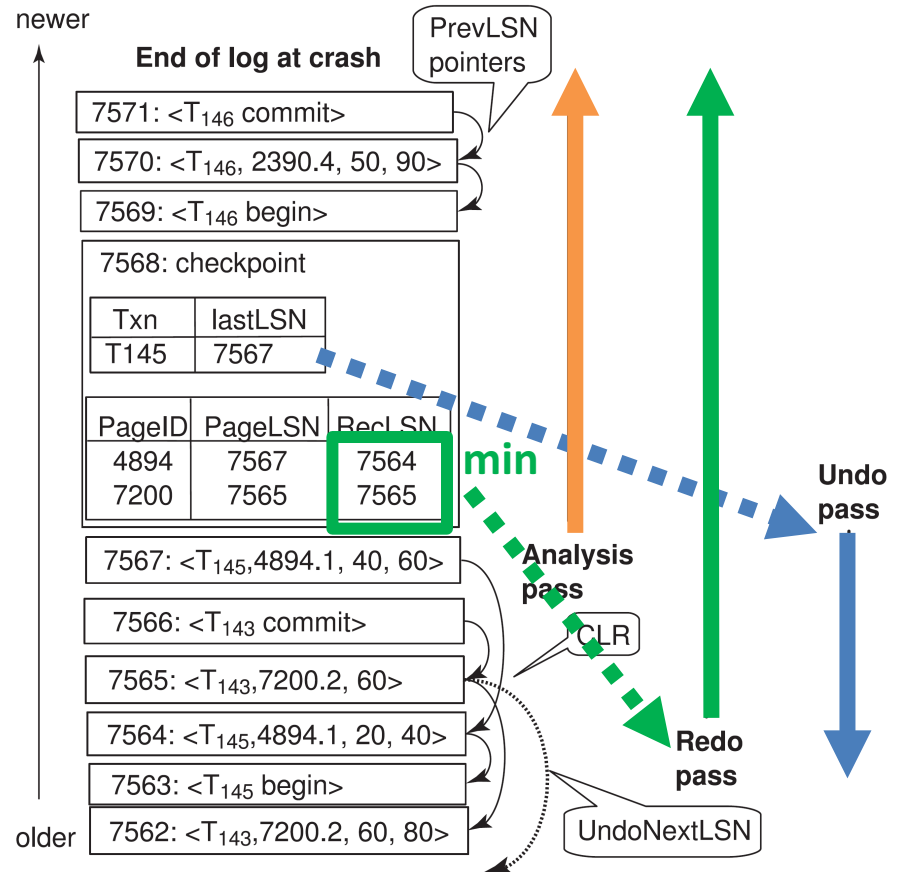 newer
End of log at crash
PrevLSN
pointers
7571: <T146 commit>
7570: <T146, 2390.4, 50, 90>
7569: <T146 begin>
7568: checkpoint
Txn lastLSN
T145 7567
PageID PageLSN RecLSN
4894 7567 7564
7200 7565 7565
min
Undo
pass
7567: <T145,4894.1, 40, 60>
Analysis
pass
7566: <T143 commit>
CLR
7565: <T143,7200.2, 60>
7564: <T145,4894.1, 20, 40>
Redo
pass
7563: <T145 begin>
older
7562: <T143,7200.2, 60, 80>
UndoNextLSN